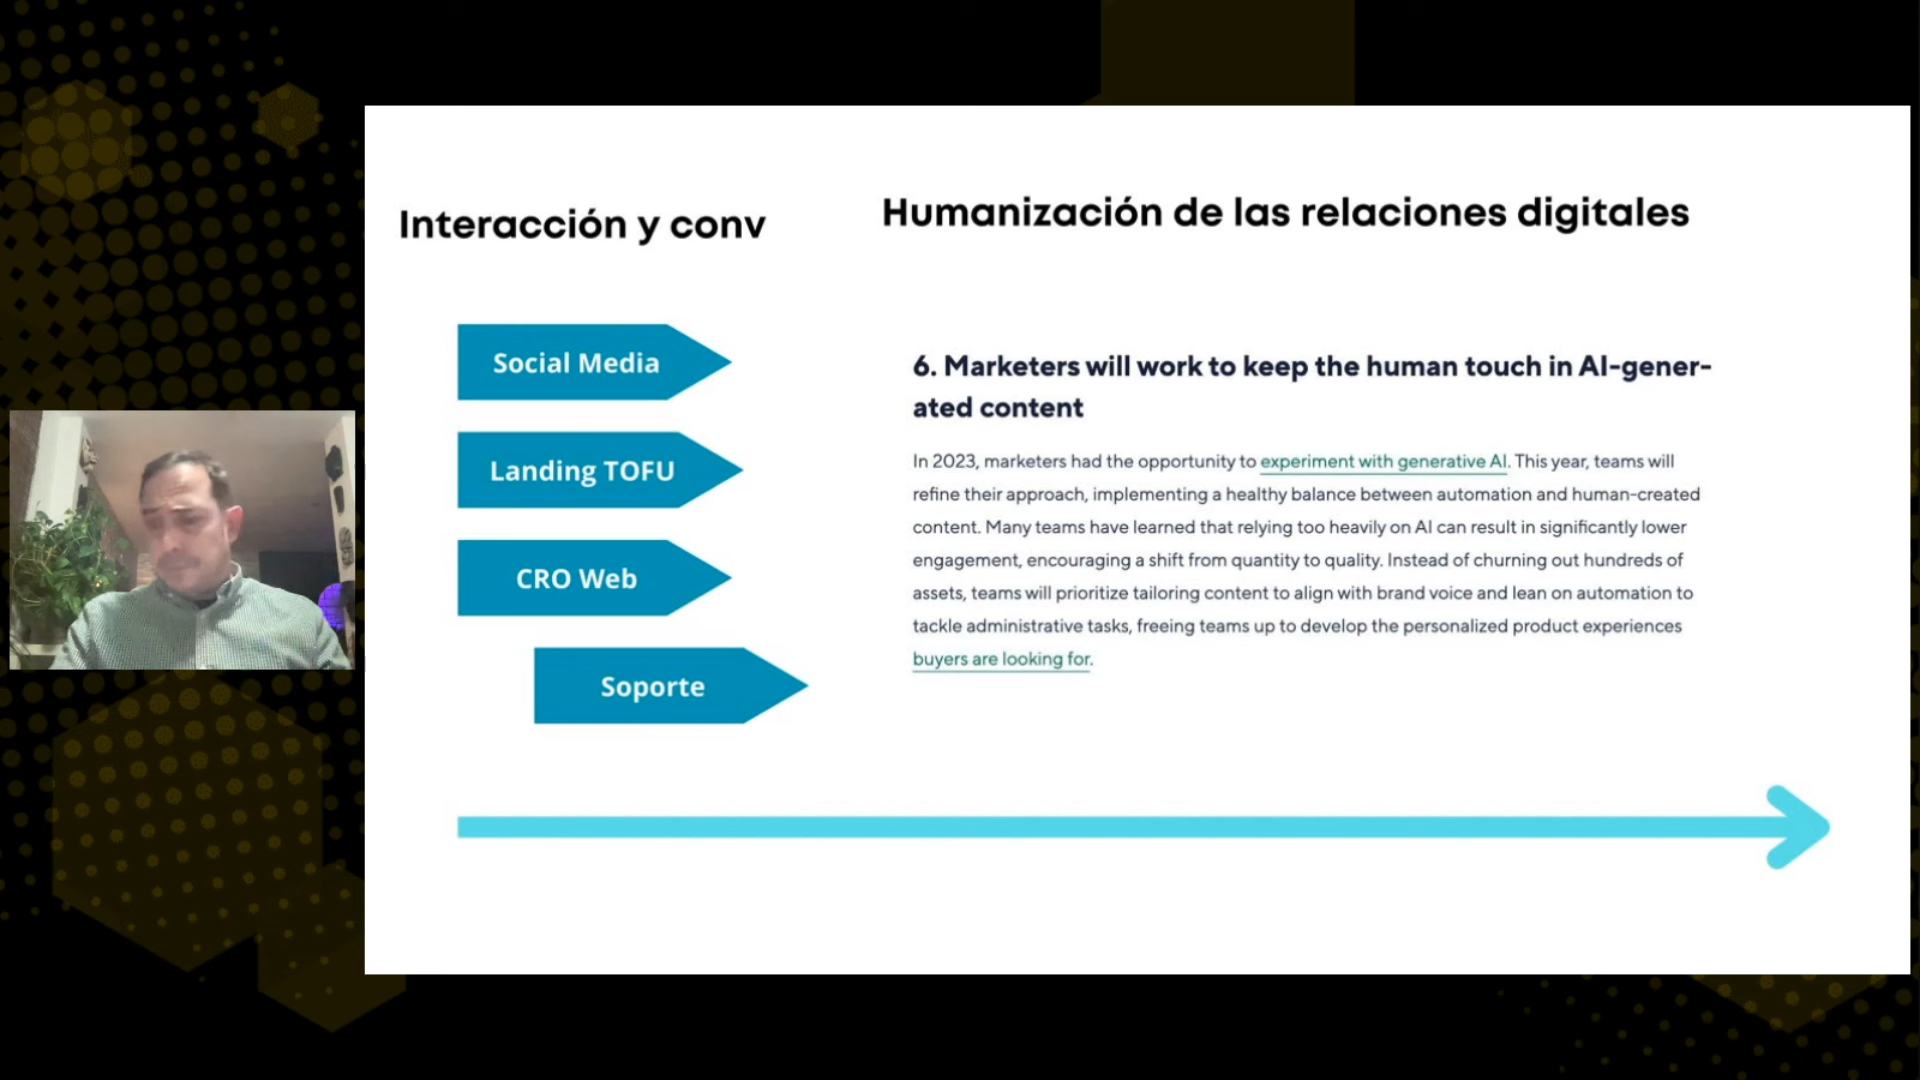 Interacción y conv
Social Media
Landing TOFU
CRO Web
Soporte
Humanización de las relaciones digitales
6. Marketers will work to keep the human touch in AI-gener-
ated content
In 2023, marketers had the opportunity to experiment with generative AI. This year, teams will
refine their approach, implementing a healthy balance between automation and human-created
content. Many teams have learned that relying too heavily on AI can result in significantly lower
engagement, encouraging a shift from quantity to quality. Instead of churning out hundreds of
assets, teams will prioritize tailoring content to align with brand voice and lean on automation to
tackle administrative tasks, freeing teams up to develop the personalized product experiences
buyers are looking for.